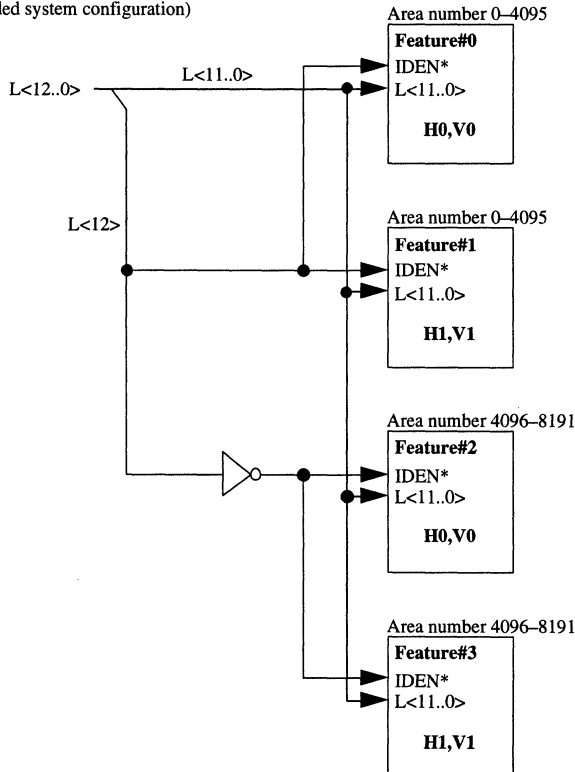 ded system configuration)
Area number 0–4095
Feature#0
IDEN*
L<12..0>
L<11..0>
L<11..0>
H0,V0
Area number 0–4095
L<12>
Feature#1
IDEN*
L<11..0>
H1,V1
Area number 4096–8191
Feature#2
IDEN*
L<11..0>
H0,V0
Area number 4096–8191
Feature#3
IDEN*
L<11..0>
H1,V1